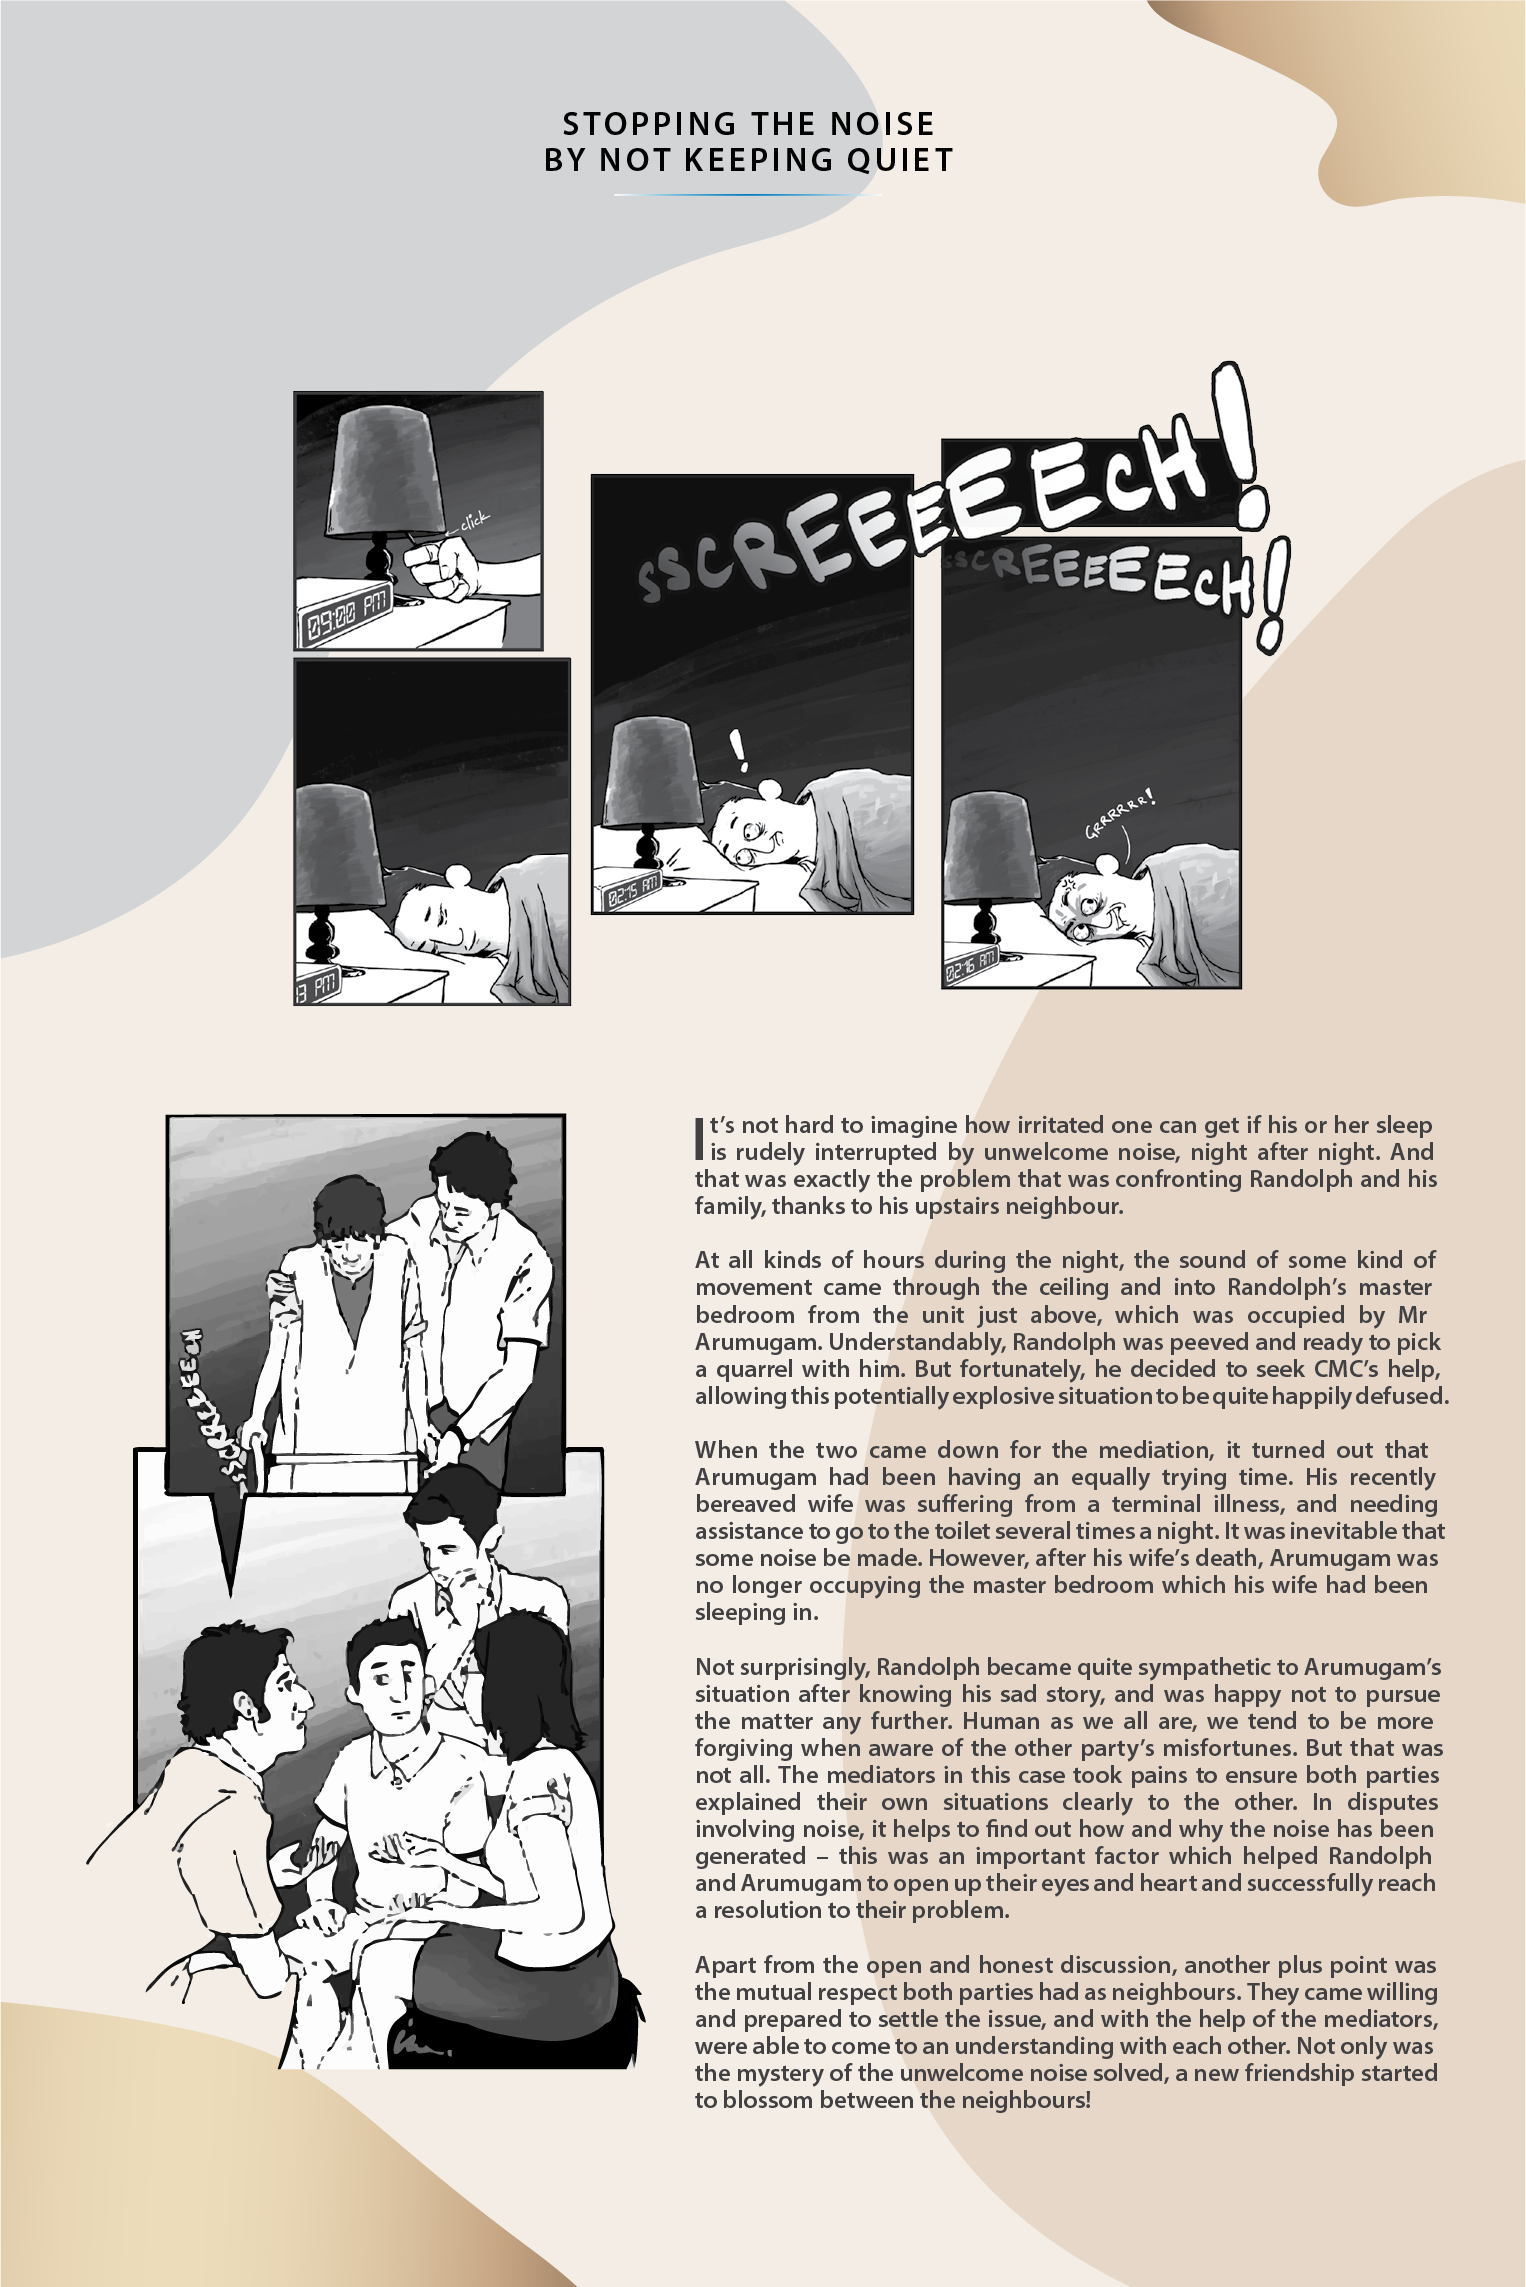 STOPPING THE NOISE
BY NOT KEEPING QUIET
click
09:00 PM
3 PM
SSCREEEEEECH!
!
02:15 AM
SSCREEEEEECH!
GRRRRRR!
02:16 AM
It’s not hard to imagine how irritated one can get if his or her sleep
is rudely interrupted by unwelcome noise, night after night. And
that was exactly the problem that was confronting Randolph and his
family, thanks to his upstairs neighbour.
At all kinds of hours during the night, the sound of some kind of
movement came through the ceiling and into Randolph’s master
bedroom from the unit just above, which was occupied by Mr
Arumugam. Understandably, Randolph was peeved and ready to pick
a quarrel with him. But fortunately, he decided to seek CMC’s help,
allowing this potentially explosive situation to be quite happily defused.
When the two came down for the mediation, it turned out that
Arumugam had been having an equally trying time. His recently
bereaved wife was suffering from a terminal illness, and needing
assistance to go to the toilet several times a night. It was inevitable that
some noise be made. However, after his wife’s death, Arumugam was
no longer occupying the master bedroom which his wife had been
sleeping in.
Not surprisingly, Randolph became quite sympathetic to Arumugam’s
situation after knowing his sad story, and was happy not to pursue
the matter any further. Human as we all are, we tend to be more
forgiving when aware of the other party’s misfortunes. But that was
not all. The mediators in this case took pains to ensure both parties
explained their own situations clearly to the other. In disputes
involving noise, it helps to find out how and why the noise has been
generated – this was an important factor which helped Randolph
and Arumugam to open up their eyes and heart and successfully reach
a resolution to their problem.
Apart from the open and honest discussion, another plus point was
the mutual respect both parties had as neighbours. They came willing
and prepared to settle the issue, and with the help of the mediators,
were able to come to an understanding with each other. Not only was
the mystery of the unwelcome noise solved, a new friendship started
to blossom between the neighbours!